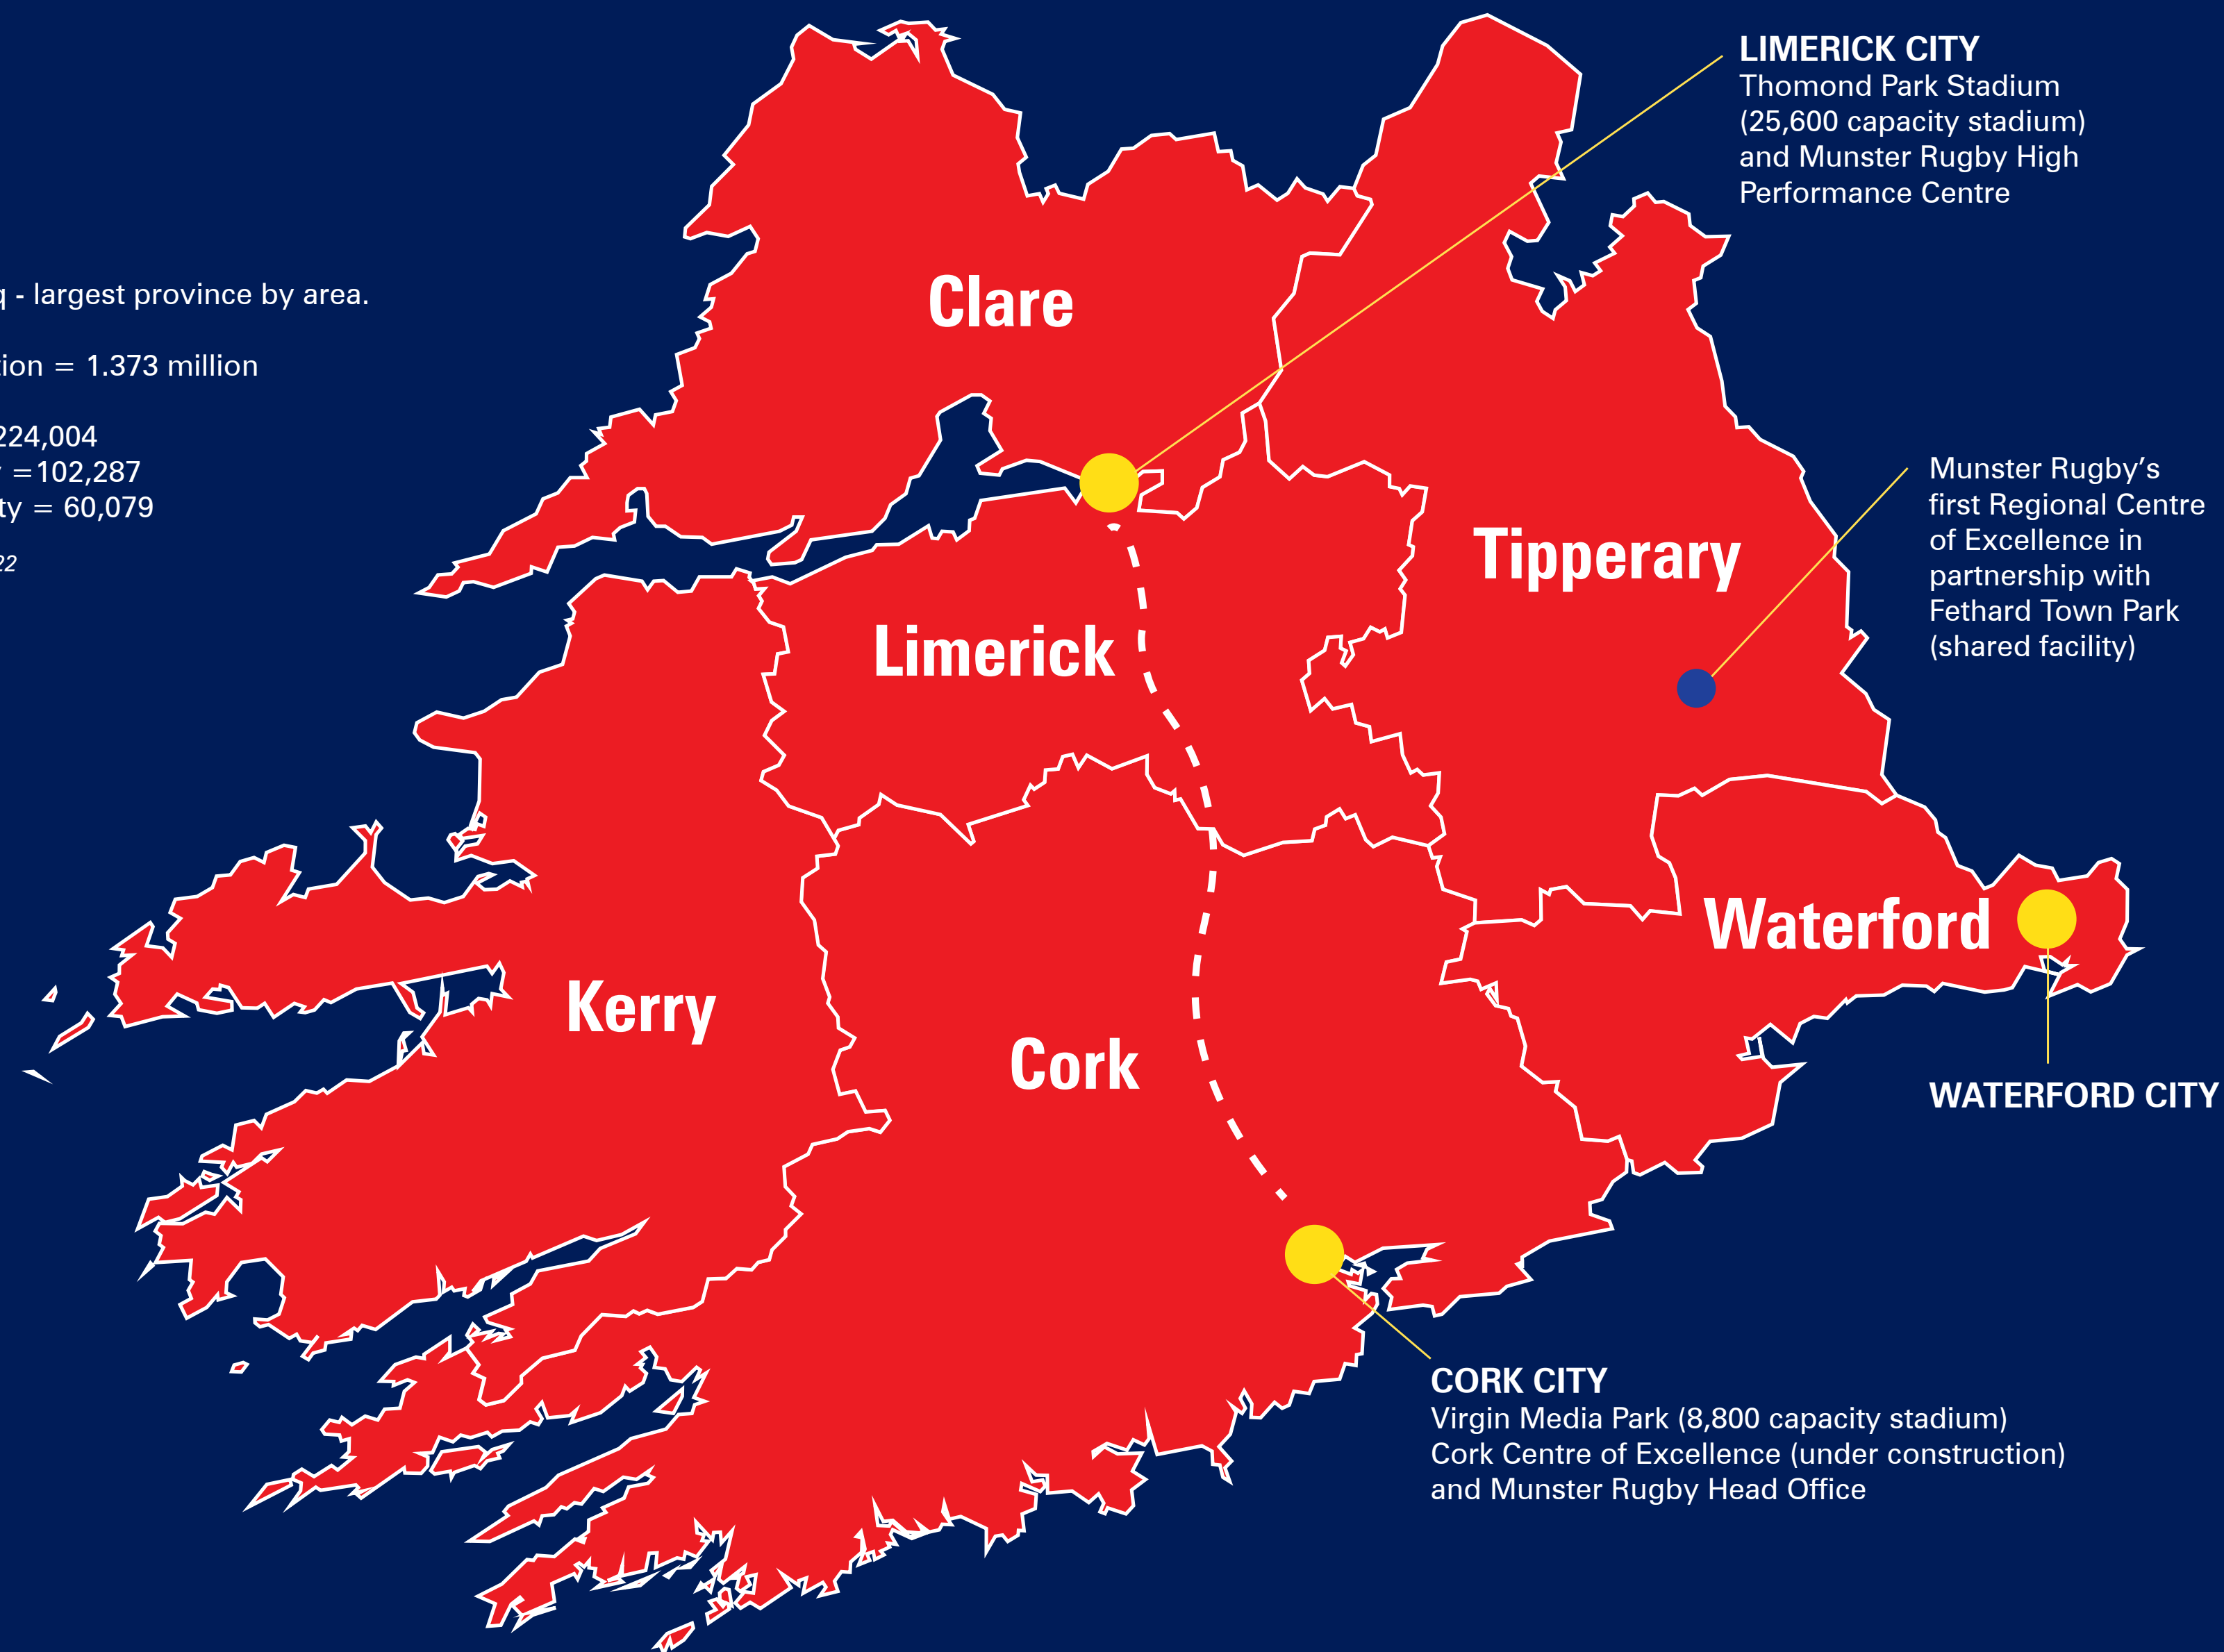 LIMERICK CITY
Thomond Park Stadium
(25,600 capacity stadium)
and Munster Rugby High
Performance Centre
- largest province by area.
Clare
= 1.373 million
224,004
=102,287
= 60,079
22
Munster Rugby’s
first Regional Centre
of Excellence in
partnership with
Fethard Town Park
(shared facility)
Tipperary
Limerick
Waterford
Kerry
Cork
WATERFORD CITY
CORK CITY
Virgin Media Park (8,800 capacity stadium)
Cork Centre of Excellence (under construction)
and Munster Rugby Head Office